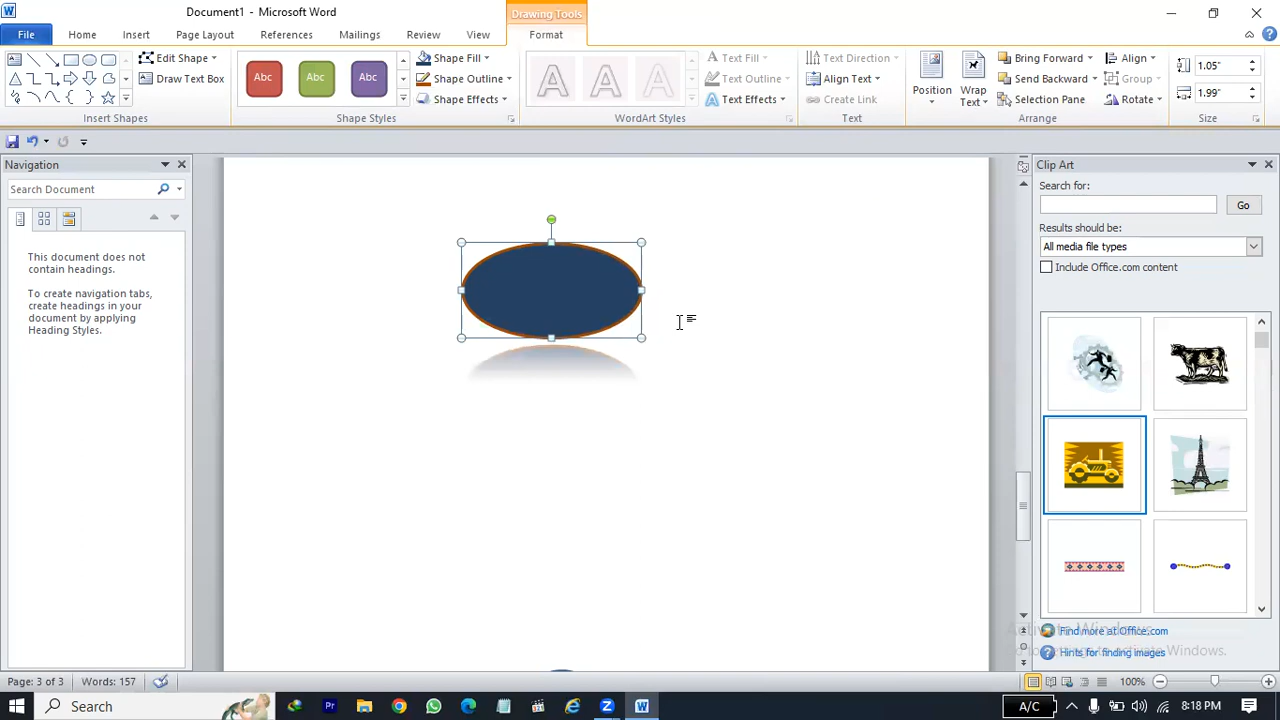 Document1 - Microsoft Word
Drawing Tools
File Home Insert Page Layout References Mailings Review View Format
Edit Shape
Draw Text Box
Insert Shapes
Abc Abc Abc
Shape Fill
Shape Outline
Shape Effects
Shape Styles
A A A
Text Fill
Text Outline
Text Effects
WordArt Styles
Text Direction
Align Text
Create Link
Text
Position
Wrap
Text
Bring Forward
Send Backward
Selection Pane
Align
Group
Rotate
Arrange
1.05"
1.99"
Size
Navigation
Search Document
This document does not
contain headings.
To create navigation tabs,
create headings in your
document by applying
Heading Styles.
Clip Art
Search for:
Go
Results should be:
All media file types
Include Office.com content
Activate Windows
Find more at Office.com
Hints for finding images
to activate Windows.
Page: 3 of 3 Words: 157
100%
Search
Pr
A/C
8:18 PM